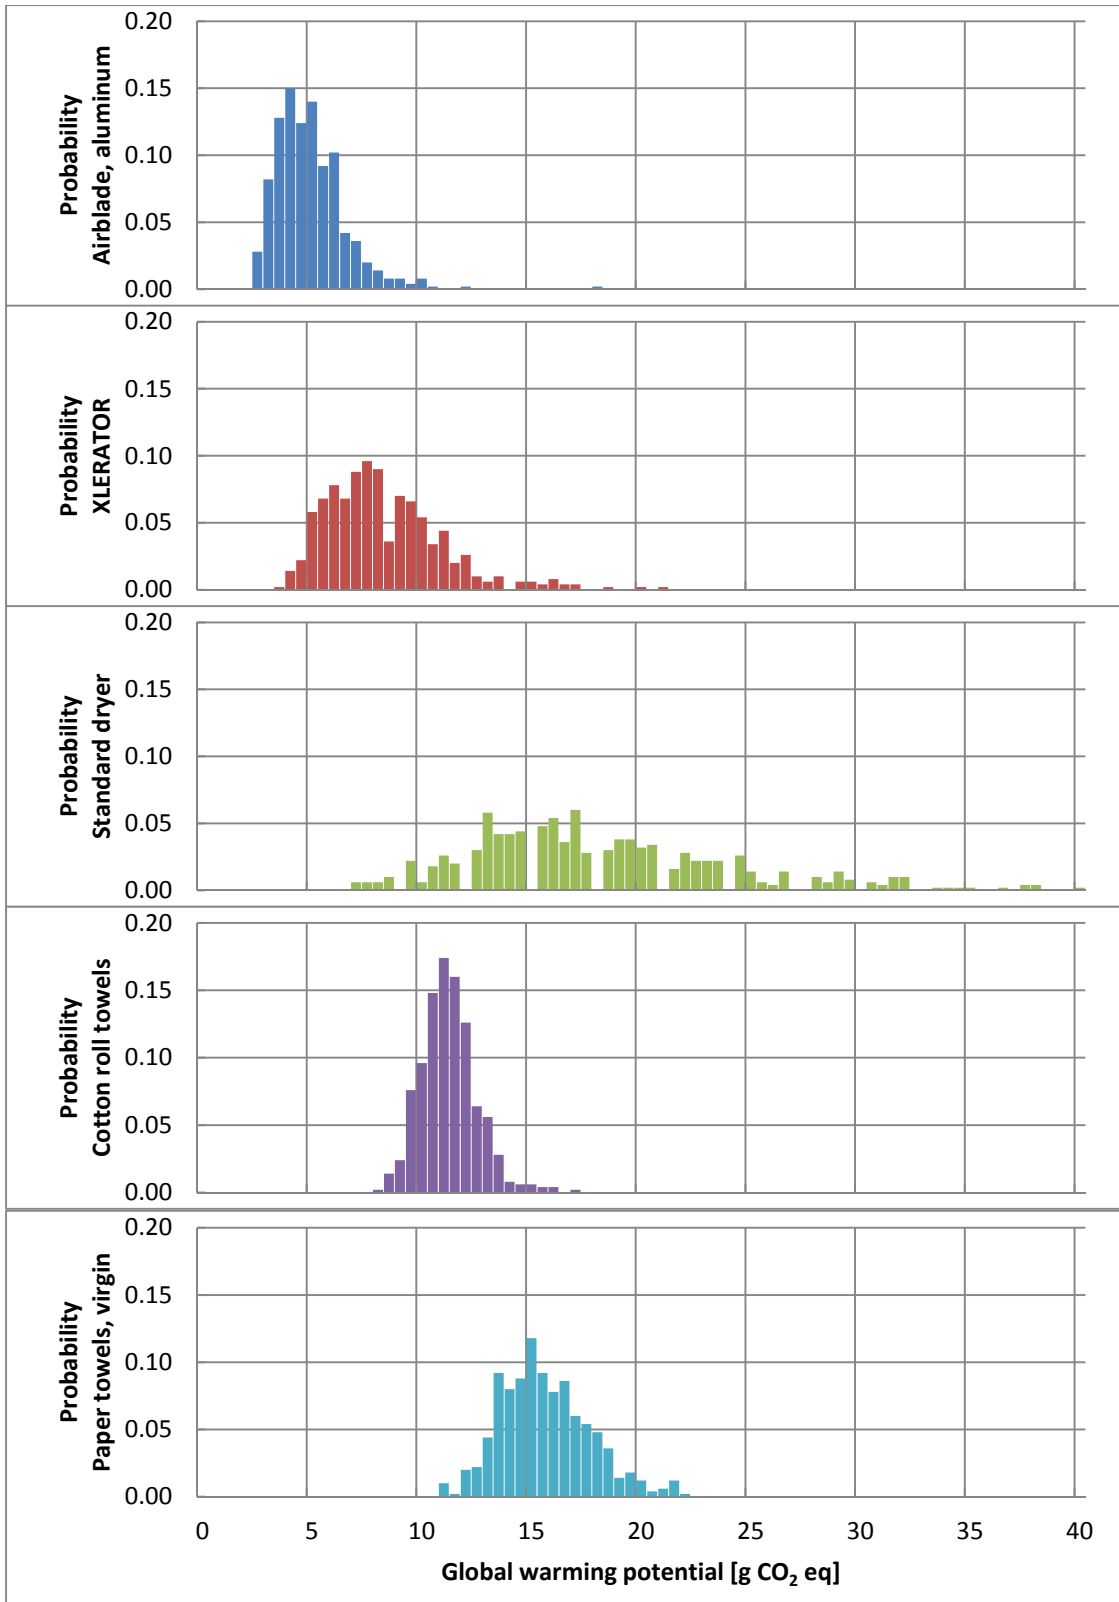 0.20
0.15
0.10
0.05
0.00
Probability
Airblade, aluminum
0.20
0.15
0.10
0.05
0.00
Probability
XLERATOR
0.20
0.15
0.10
0.05
0.00
Probability
Standard dryer
0.20
0.15
0.10
0.05
0.00
Probability
Cotton roll towels
0.20
0.15
0.10
0.05
0.00
Probability
Paper towels, virgin
0 5 10 15 20 25 30 35 40
Global warming potential [g CO₂ eq]